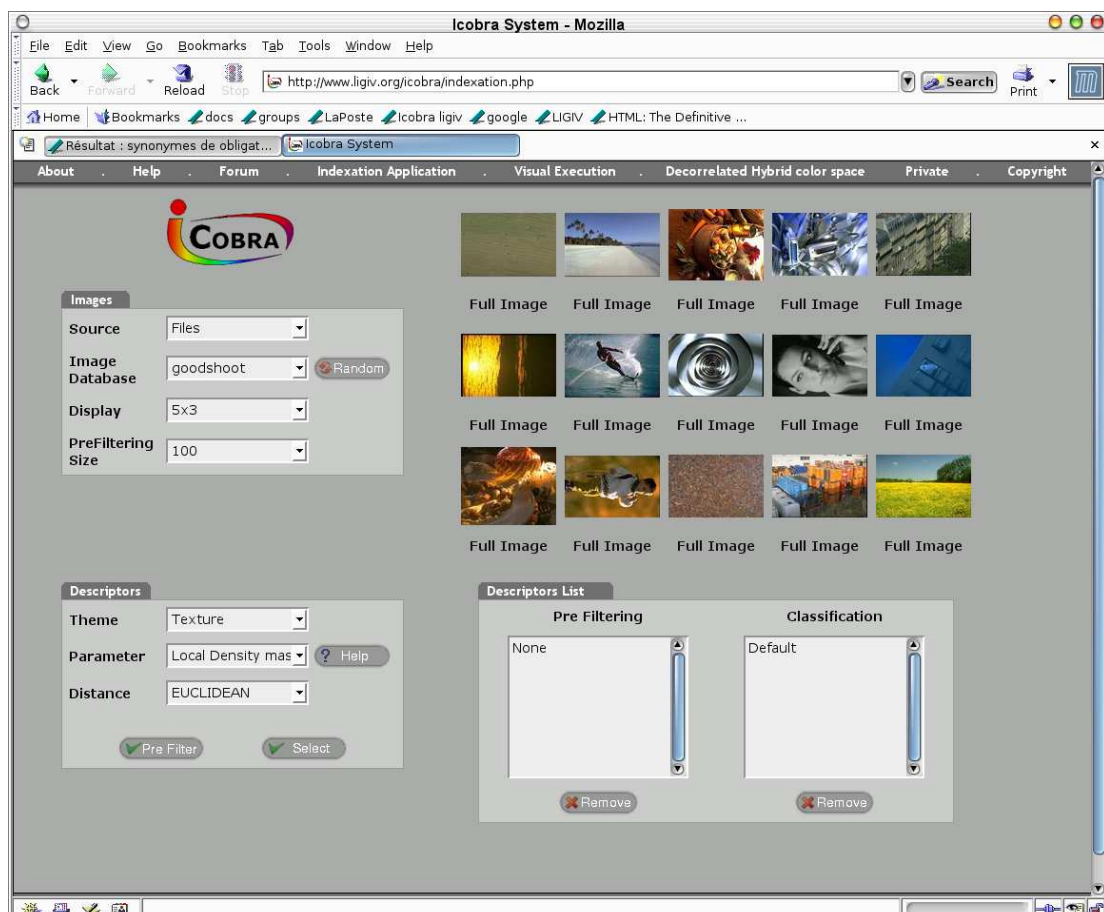 Icobra System - Mozilla
File Edit View Go Bookmarks Tab Tools Window Help
Back Forward Reload Stop http://www.ligiv.org/icobra/indexation.php Search Print
Home Bookmarks docs groups LaPoste Icobra ligiv google LIGIV HTML: The Definitive ...
Résultat : synonymes de obligat... Icobra System
About . Help . Forum . Indexation Application . Visual Execution . Decorrelated Hybrid color space Private . Copyright
iCOBRA
Full Image Full Image Full Image Full Image Full Image
Full Image Full Image Full Image Full Image Full Image
Full Image Full Image Full Image Full Image Full Image
Images
Source Files
Image Database goodshoot Random
Display 5x3
PreFiltering Size 100
Descriptors
Theme Texture
Parameter Local Density mas Help
Distance EUCLIDEAN
Pre Filter Select
Descriptors List
Pre Filtering Classification
None Default
Remove Remove